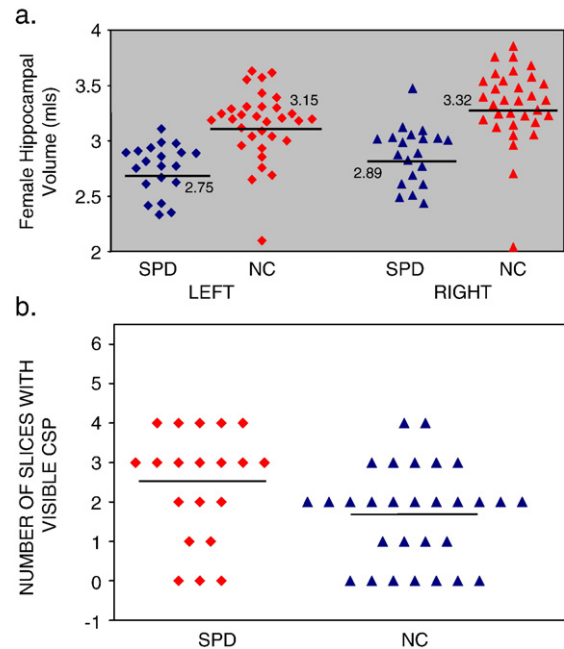 a.
Female Hippocampal
Volume (mls)
4
3.5
3
2.5
2
2.75
3.15
2.89
3.32
SPD NC SPD NC
LEFT RIGHT
b.
NUMBER OF SLICES WITH
VISIBLE CSP
6
5
4
3
2
1
0
-1
SPD NC